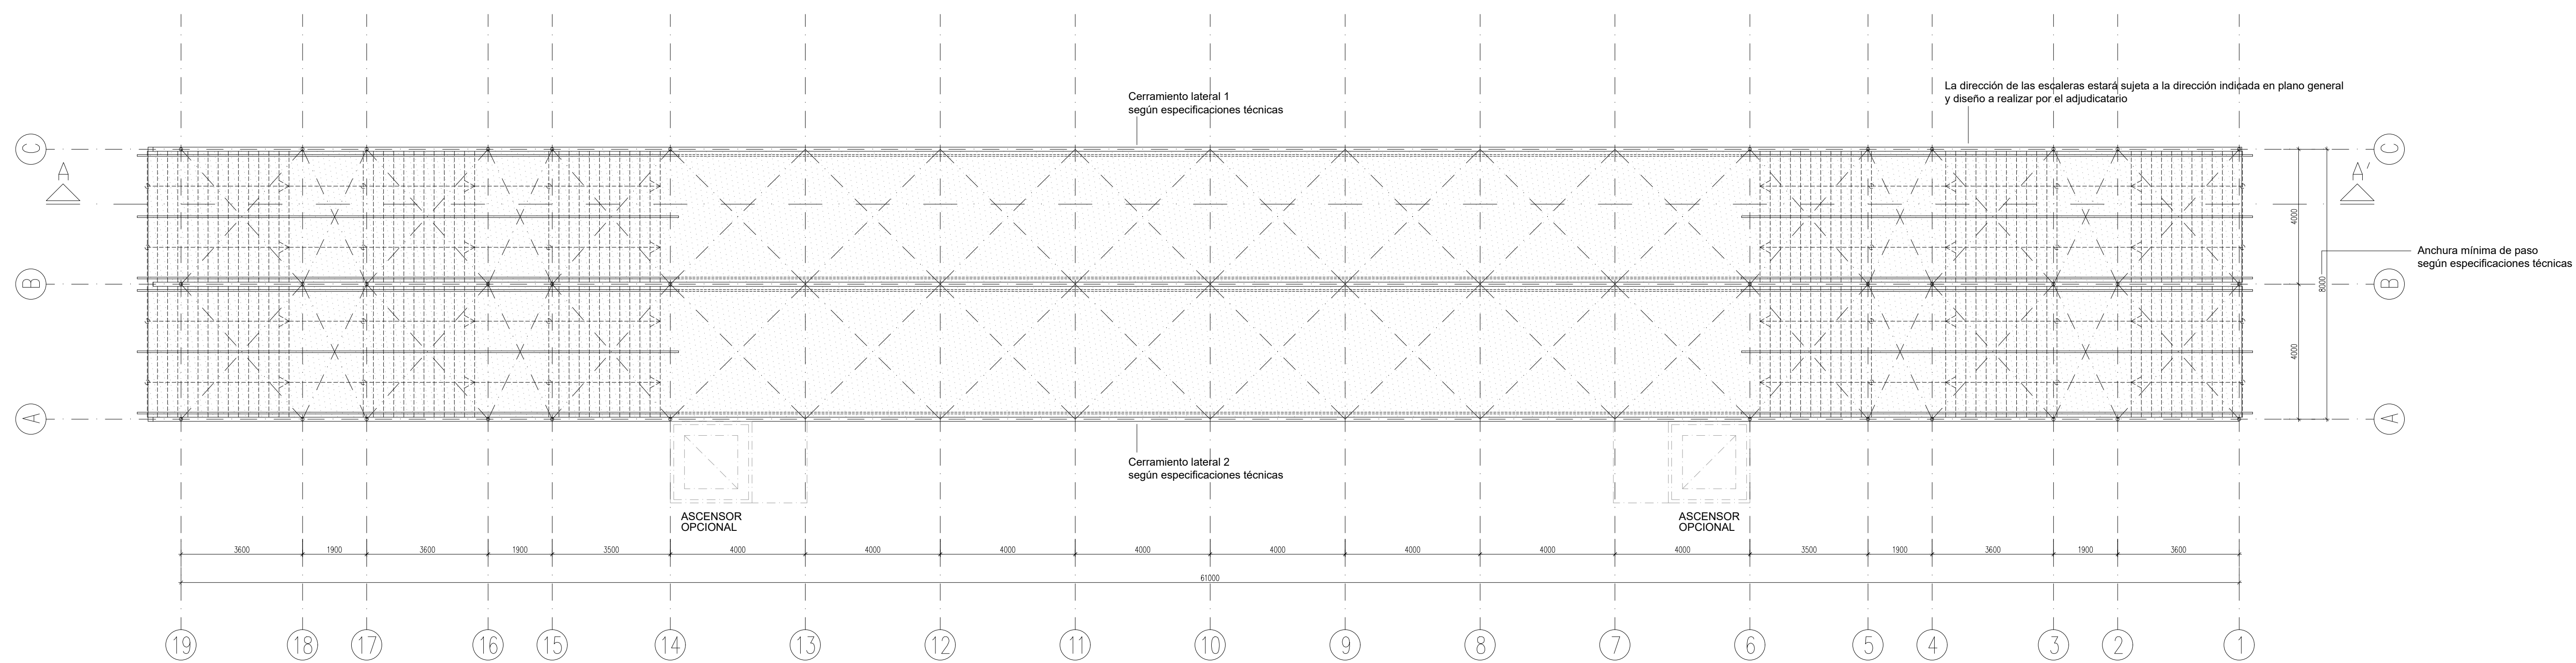 Cerramiento lateral 1
según especificaciones técnicas
La dirección de las escaleras estará sujeta a la dirección indicada en plano general
y diseño a realizar por el adjudicatario
C
C
A
A'
4000
Anchura mínima de paso
según especificaciones técnicas
B
B
8000
4000
A
A
Cerramiento lateral 2
según especificaciones técnicas
ASCENSOR
OPCIONAL
ASCENSOR
OPCIONAL
3600 1900 3600 1900 3500 4000 4000 4000 4000 4000 4000 4000 4000 3500 1900 3600 1900 3600
61000
19 18 17 16 15 14 13 12 11 10 9 8 7 6 5 4 3 2 1